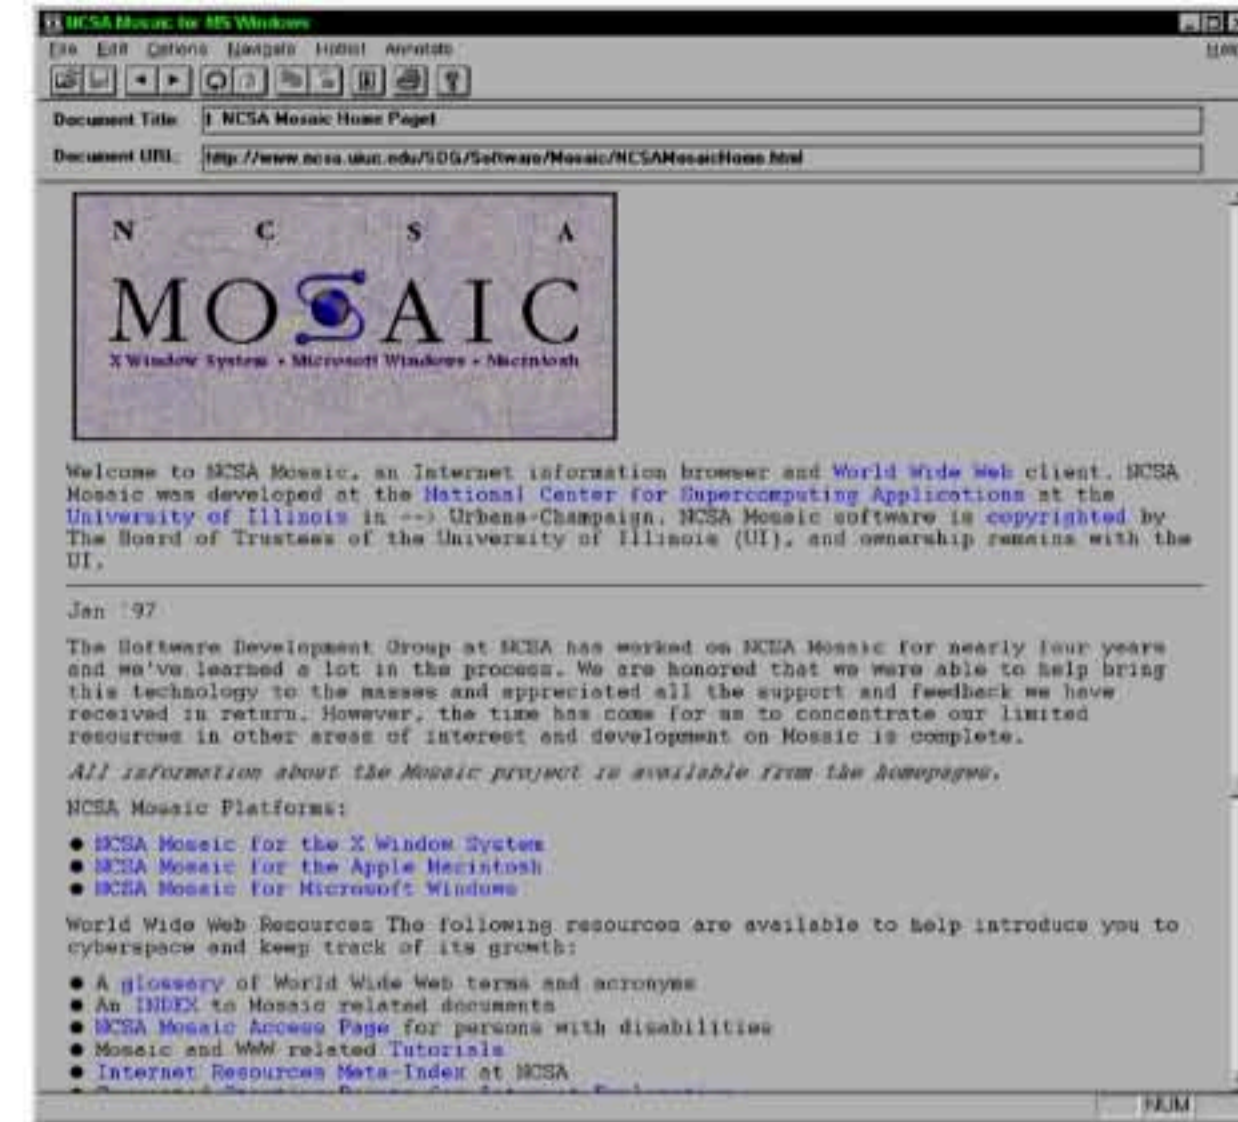 NCSA Mosaic for MS Windows
File Edit Options Navigate Hotlist Annotate Help
Document Title: NCSA Mosaic Home Page
Document URL: http://www.ncsa.uiuc.edu/SDG/Software/Mosaic/NCSAMosaicHome.html
N C S A
MOSAIC
X Window System • Microsoft Windows • Macintosh
Welcome to NCSA Mosaic, an Internet information browser and World Wide Web client. NCSA
Mosaic was developed at the National Center for Supercomputing Applications at the
University of Illinois in --> Urbana-Champaign. NCSA Mosaic software is copyrighted by
The Board of Trustees of the University of Illinois (UI), and ownership remains with the
UI.
Jan '97
The Software Development Group at NCSA has worked on NCSA Mosaic for nearly four years
and we've learned a lot in the process. We are honored that we were able to help bring
this technology to the masses and appreciated all the support and feedback we have
received in return. However, the time has come for us to concentrate our limited
resources in other areas of interest and development on Mosaic is complete.
All information about the Mosaic project is available from the homepages.
NCSA Mosaic Platforms:
● NCSA Mosaic for the X Window System
● NCSA Mosaic for the Apple Macintosh
● NCSA Mosaic for Microsoft Windows
World Wide Web Resources The following resources are available to help introduce you to
cyberspace and keep track of its growth:
● A glossary of World Wide Web terms and acronyms
● An INDEX to Mosaic related documents
● NCSA Mosaic Access Page for persons with disabilities
● Mosaic and WWW related Tutorials
● Internet Resources Meta-Index at NCSA
NUM